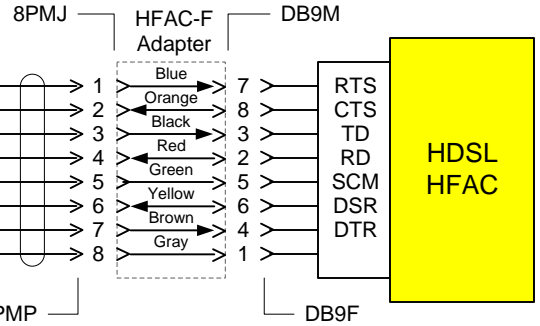 8PMJ HFAC-F DB9M
Adapter
1 Blue 7 RTS
2 Orange 8 CTS
3 Black 3 TD
4 Red 2 RD
5 Green 5 SCM
6 Yellow 6 DSR
7 Brown 4 DTR
8 Gray 1
HDSL
HFAC
PMP DB9F